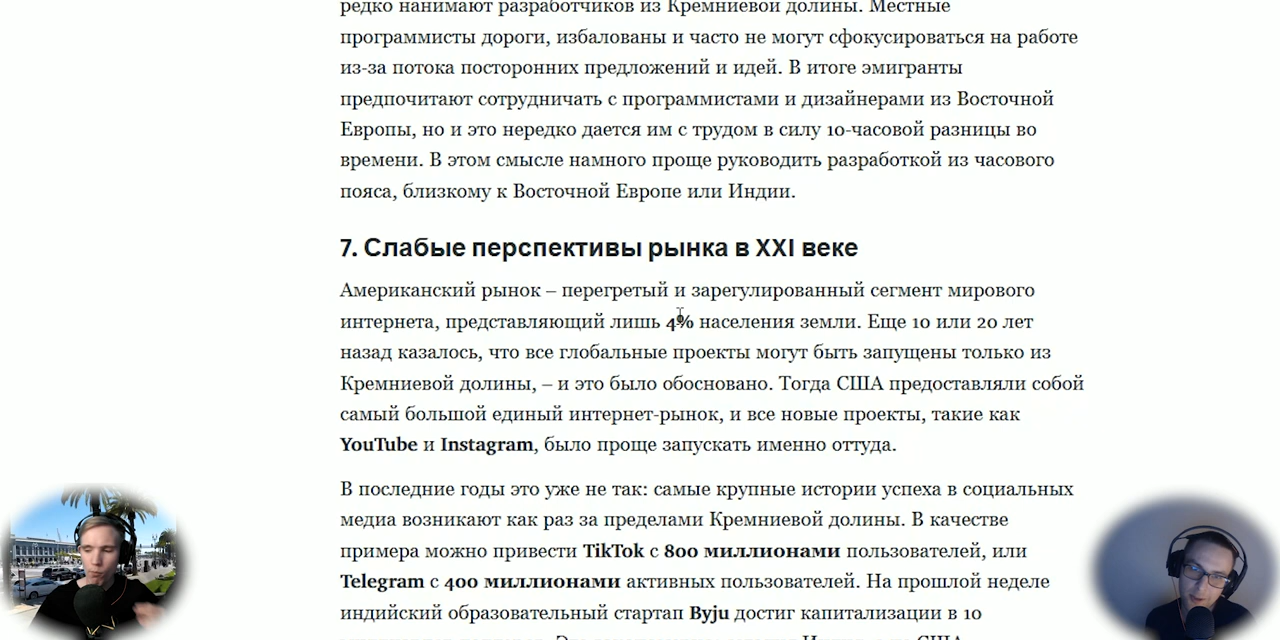 редко нанимают разработчиков из Кремниевой долины. Местные
программисты дороги, избалованы и часто не могут сфокусироваться на работе
из-за потока посторонних предложений и идей. В итоге эмигранты
предпочитают сотрудничать с программистами и дизайнерами из Восточной
Европы, но и это нередко дается им с трудом в силу 10-часовой разницы во
времени. В этом смысле намного проще руководить разработкой из часового
пояса, близкому к Восточной Европе или Индии.
7. Слабые перспективы рынка в XXI веке
Американский рынок – перегретый и зарегулированный сегмент мирового
интернета, представляющий лишь 4% населения земли. Еще 10 или 20 лет
назад казалось, что все глобальные проекты могут быть запущены только из
Кремниевой долины, – и это было обосновано. Тогда США предоставляли собой
самый большой единый интернет-рынок, и все новые проекты, такие как
YouTube и Instagram, было проще запускать именно оттуда.
В последние годы это уже не так: самые крупные истории успеха в социальных
медиа возникают как раз за пределами Кремниевой долины. В качестве
примера можно привести TikTok с 800 миллионами пользователей, или
Telegram с 400 миллионами активных пользователей. На прошлой неделе
индийский образовательный стартап Byju достиг капитализации в 10